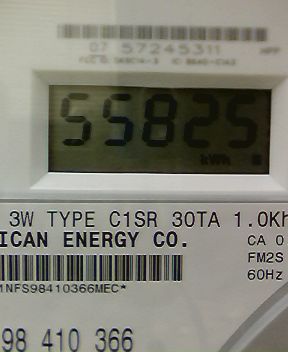 07 57245311
55825
kWh
3W TYPE C1SR 30TA 1.0Kh
ICAN ENERGY CO.
CA 0
FM2S
60Hz
1NFS98410366MEC*
98 410 366